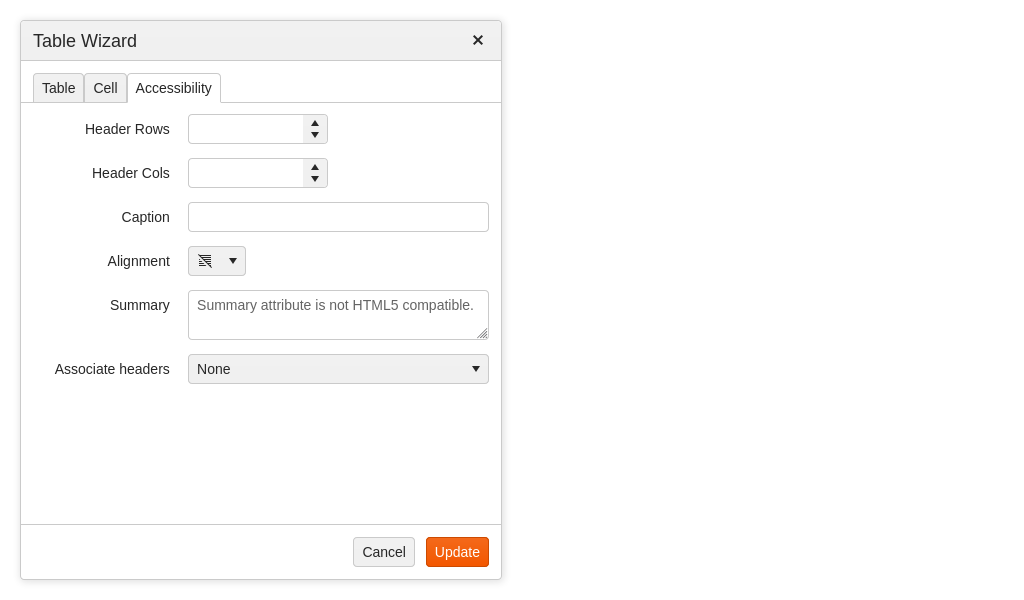 Table Wizard
Table Cell Accessibility
Header Rows
Header Cols
Caption
Alignment
Summary Summary attribute is not HTML5 compatible.
Associate headers None
Cancel Update